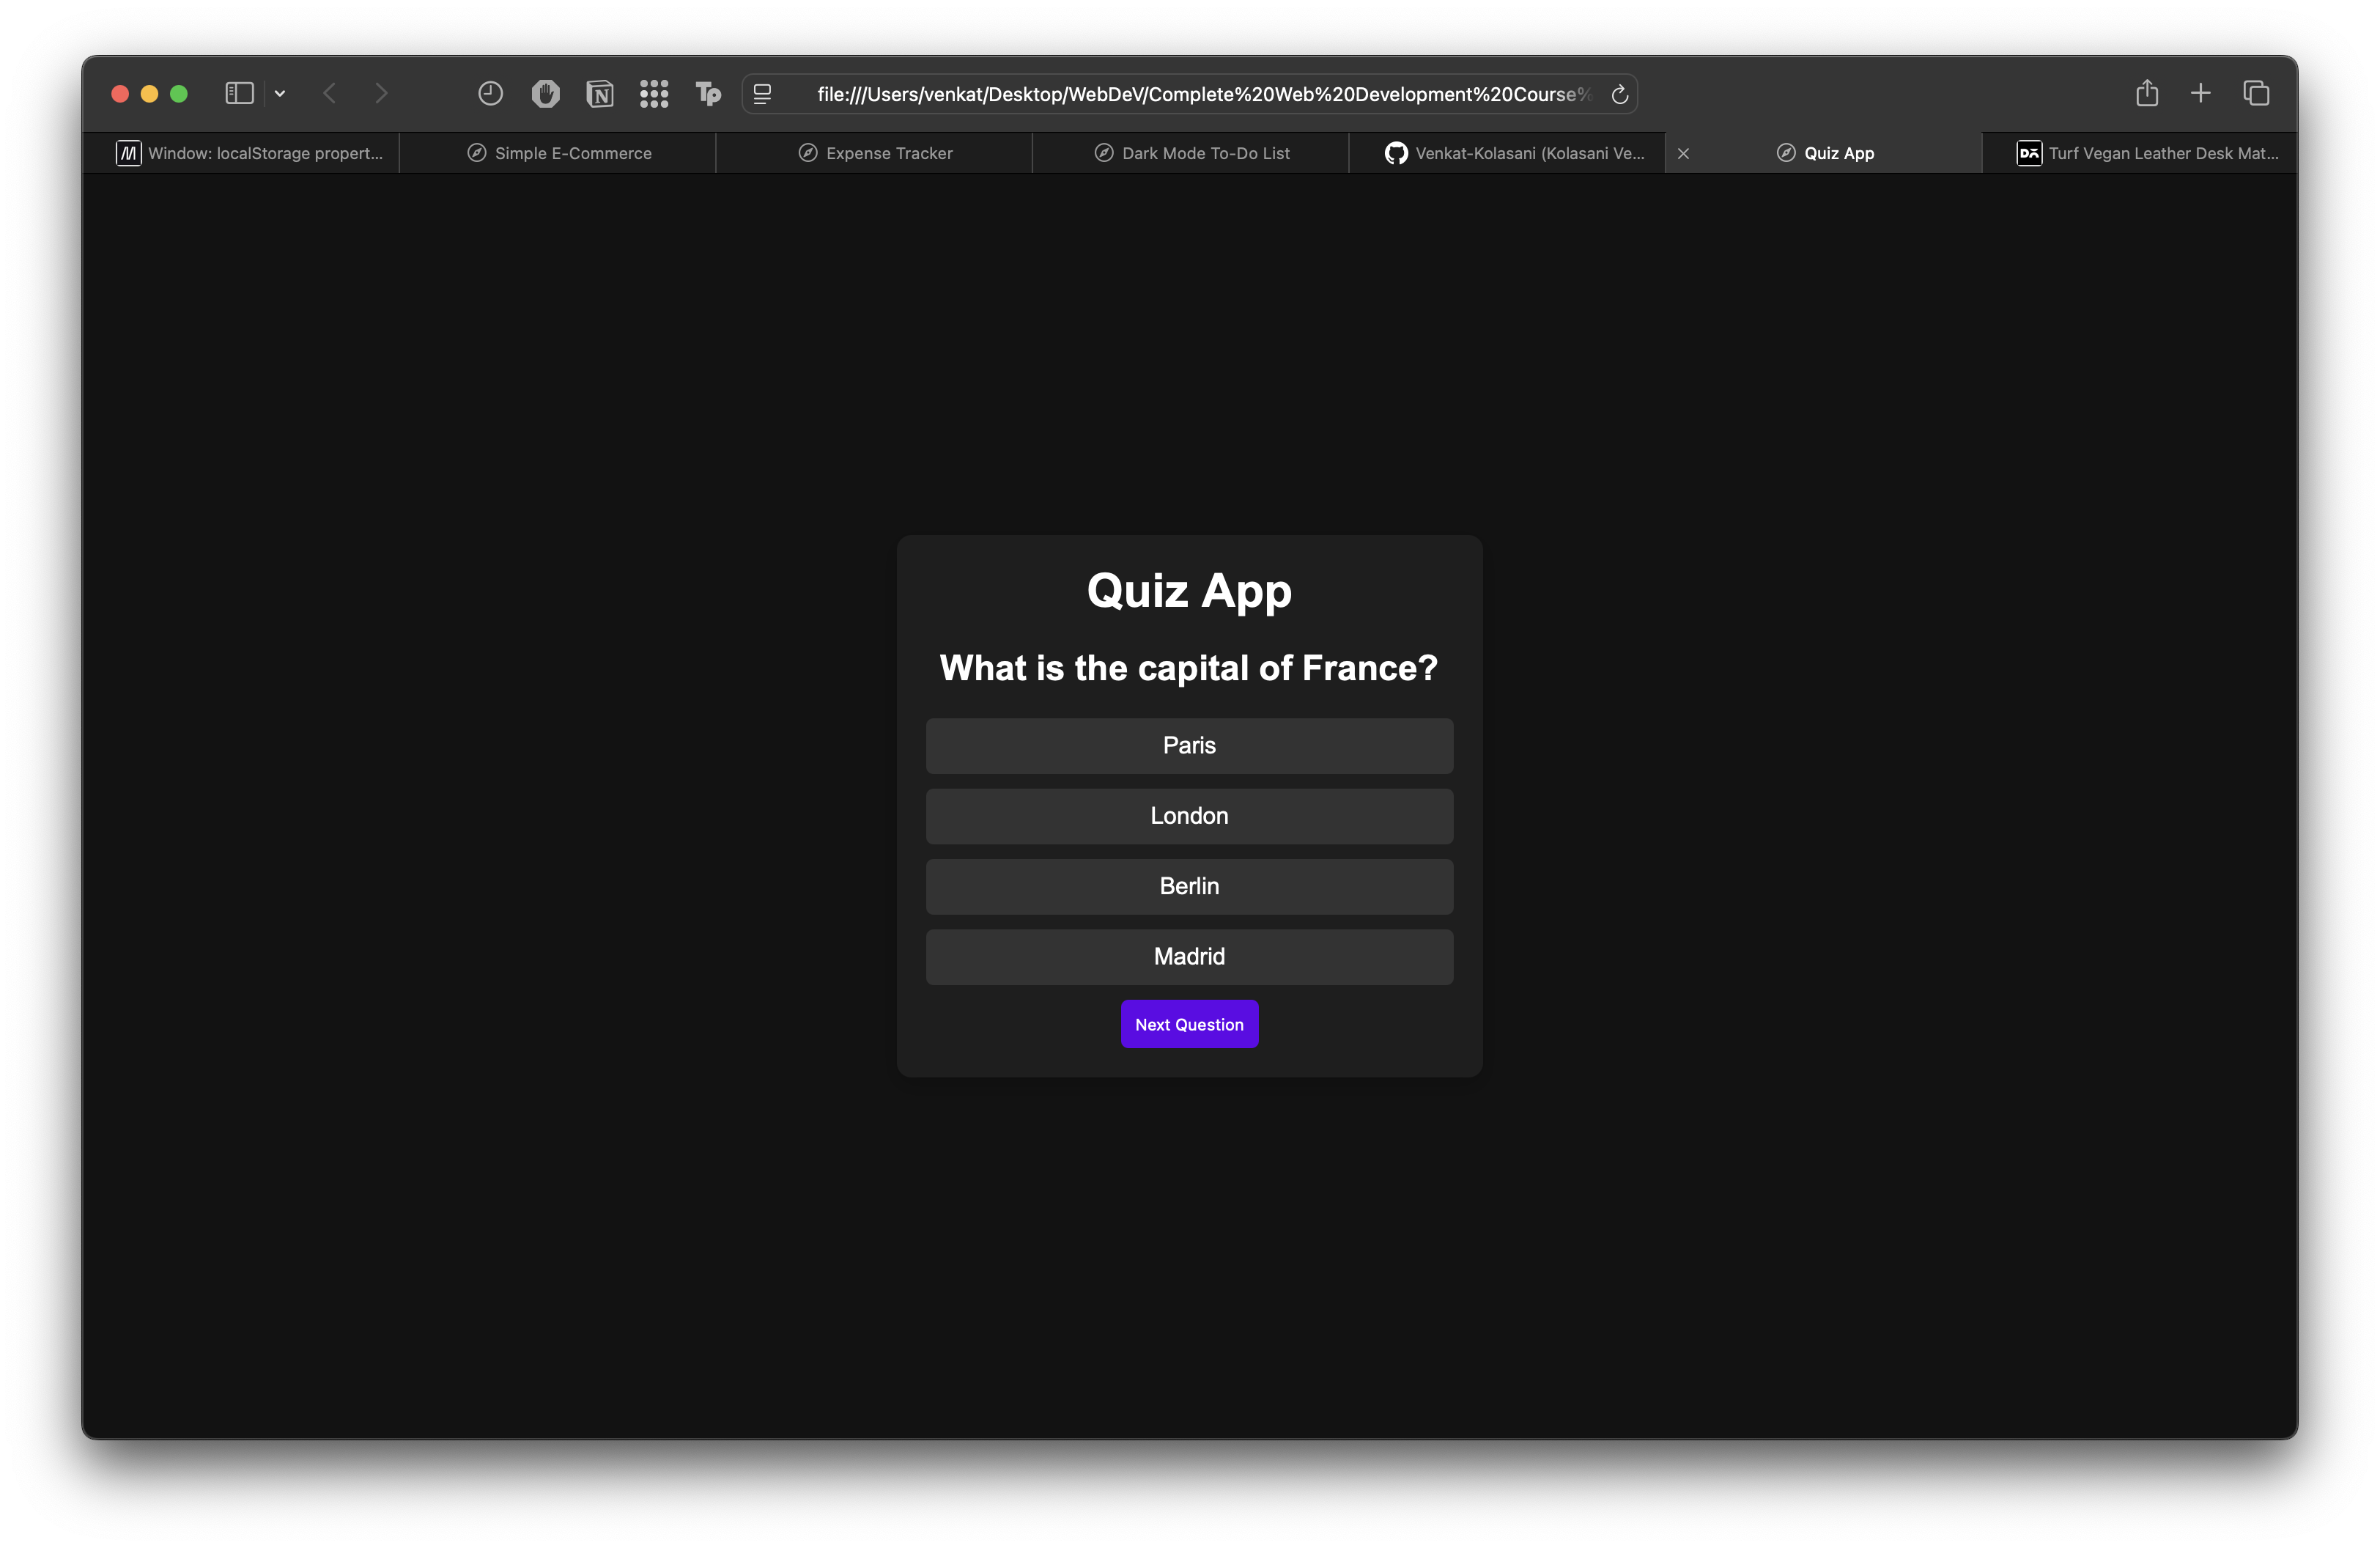 file:///Users/venkat/Desktop/WebDeV/Complete%20Web%20Development%20Course%
Window: localStorage propert...
Simple E-Commerce
Expense Tracker
Dark Mode To-Do List
Venkat-Kolasani (Kolasani Ve...
Quiz App
Turf Vegan Leather Desk Mat...
Quiz App
What is the capital of France?
Paris
London
Berlin
Madrid
Next Question